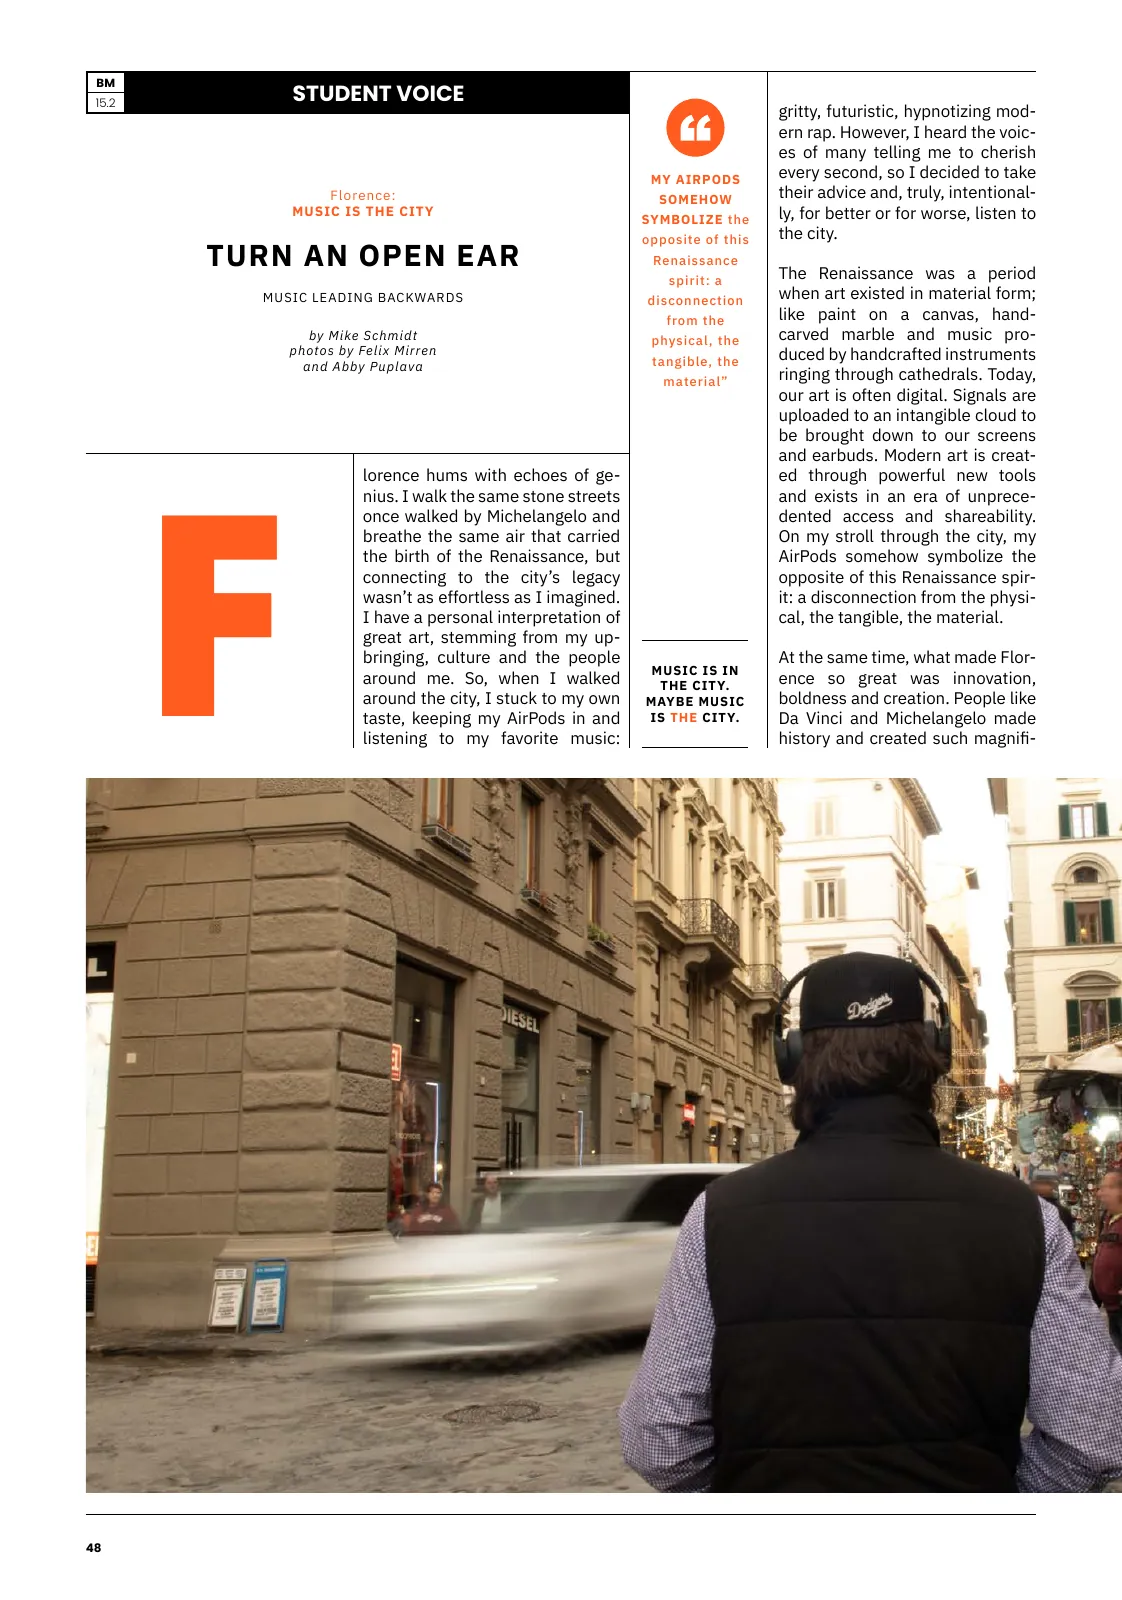 BM
15.2
STUDENT VOICE
Florence:
MUSIC IS THE CITY
TURN AN OPEN EAR
MUSIC LEADING BACKWARDS
by Mike Schmidt
photos by Felix Mirren
and Abby Puplava
F
lorence hums with echoes of ge-
nius. I walk the same stone streets
once walked by Michelangelo and
breathe the same air that carried
the birth of the Renaissance, but
connecting to the city’s legacy
wasn’t as effortless as I imagined.
I have a personal interpretation of
great art, stemming from my up-
bringing, culture and the people
around me. So, when I walked
around the city, I stuck to my own
taste, keeping my AirPods in and
listening to my favorite music:
“
MY AIRPODS
SOMEHOW
SYMBOLIZE the
opposite of this
Renaissance
spirit: a
disconnection
from the
physical, the
tangible, the
material”
MUSIC IS IN
THE CITY.
MAYBE MUSIC
IS THE CITY.
gritty, futuristic, hypnotizing mod-
ern rap. However, I heard the voic-
es of many telling me to cherish
every second, so I decided to take
their advice and, truly, intentional-
ly, for better or for worse, listen to
the city.
The Renaissance was a period
when art existed in material form;
like paint on a canvas, hand-
carved marble and music pro-
duced by handcrafted instruments
ringing through cathedrals. Today,
our art is often digital. Signals are
uploaded to an intangible cloud to
be brought down to our screens
and earbuds. Modern art is creat-
ed through powerful new tools
and exists in an era of unprece-
dented access and shareability.
On my stroll through the city, my
AirPods somehow symbolize the
opposite of this Renaissance spir-
it: a disconnection from the physi-
cal, the tangible, the material.
At the same time, what made Flor-
ence so great was innovation,
boldness and creation. People like
Da Vinci and Michelangelo made
history and created such magnifi-
DIESEL
Dodgers
48